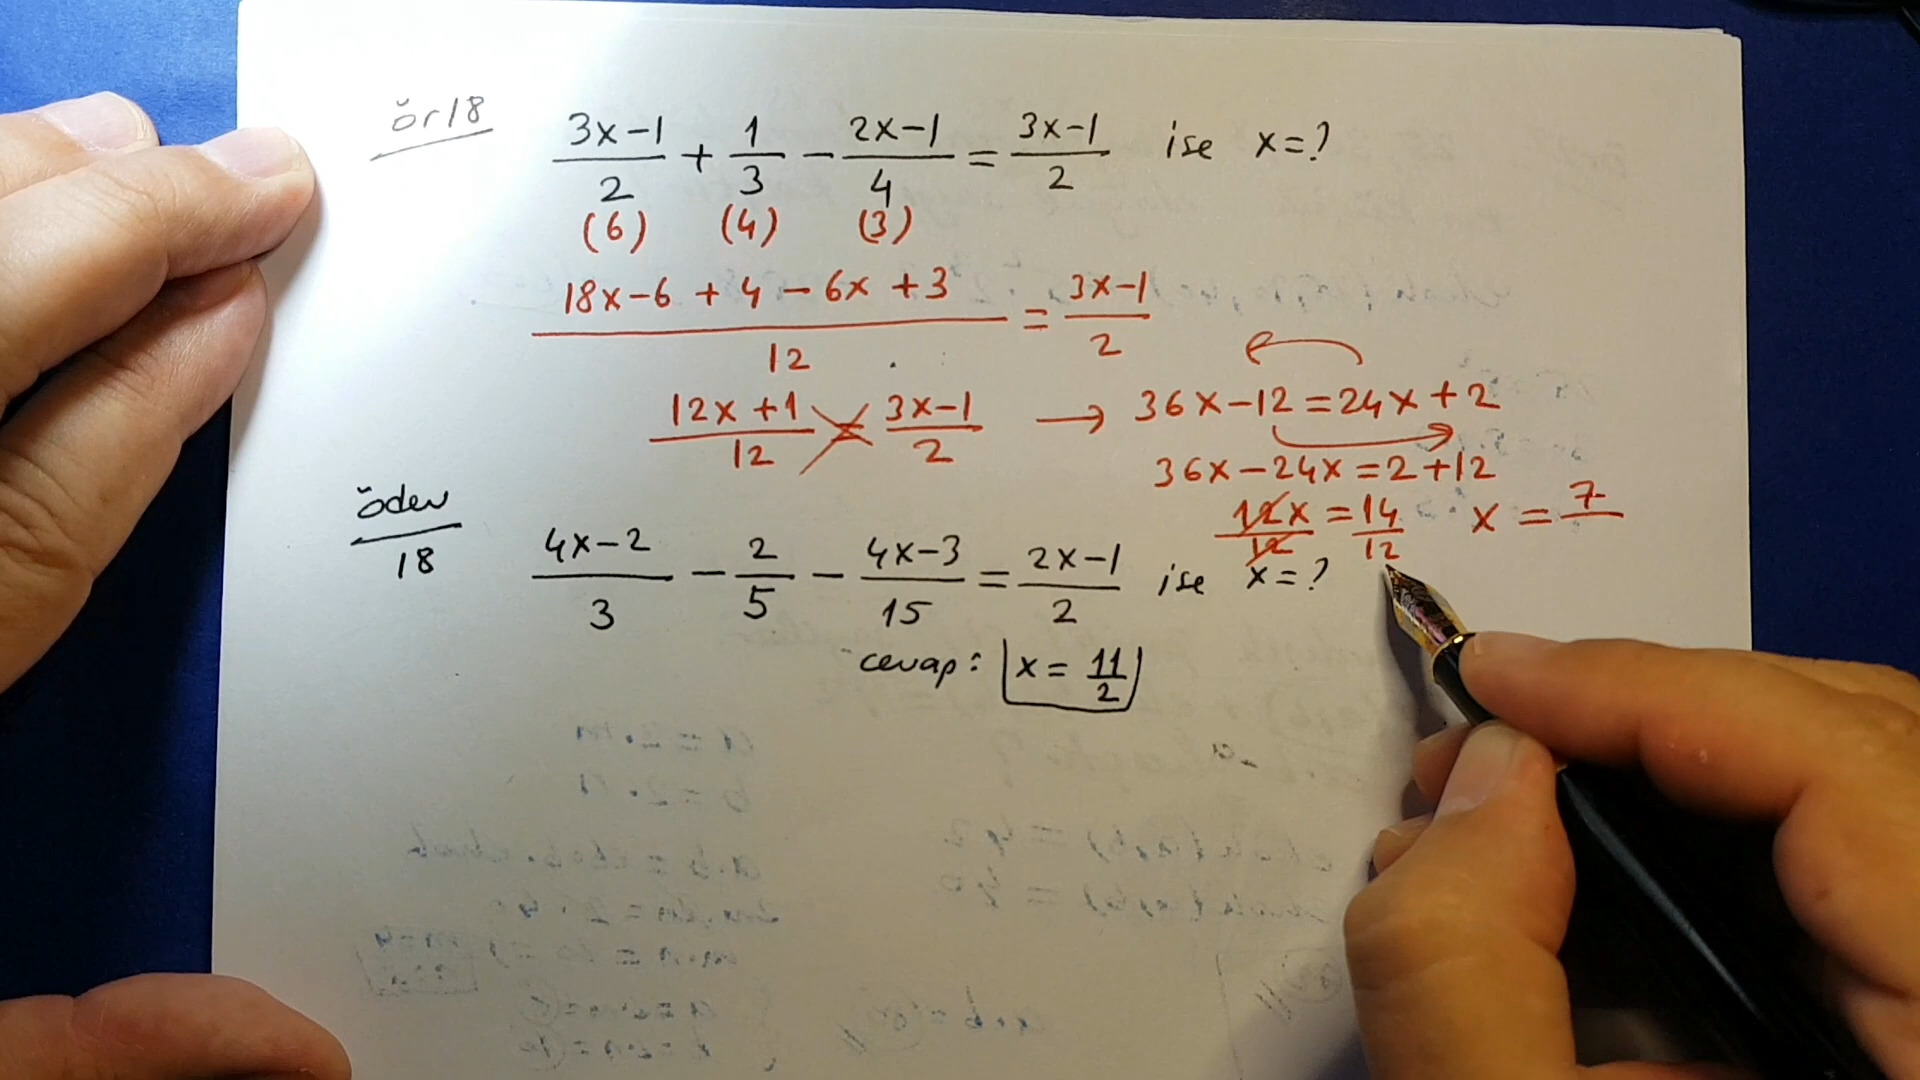 ör18 (3x-1)/2 + 1/3 - (2x-1)/4 = (3x-1)/2 ise x=?
(6) (4) (3)
(18x-6+4-6x+3)/12 = (3x-1)/2
(12x+1)/12 = (3x-1)/2 → 36x-12=24x+2
36x-24x=2+12
12x/12 = 14/12 x = 7
ödev/18 (4x-2)/3 - 2/5 - (4x-3)/15 = (2x-1)/2 ise x=?
cevap: x = 11/2